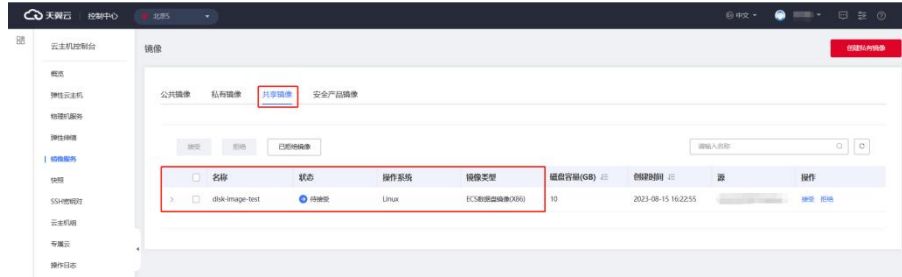 天翼云 控制中心 北京5 中文
云主机控制台
镜像
创建私有镜像
概览
弹性云主机
物理机服务
弹性伸缩
镜像服务
快照
SSH密钥对
云主机组
专属云
操作日志
公共镜像 私有镜像 共享镜像 安全产品镜像
接受 拒绝 已拒绝镜像 请输入名称
名称 状态 操作系统 镜像类型 磁盘容量(GB) 创建时间 源 操作
disk-image-test 待接受 Linux ECS数据盘镜像(X86) 10 2023-08-15 16:22:55 接受 拒绝